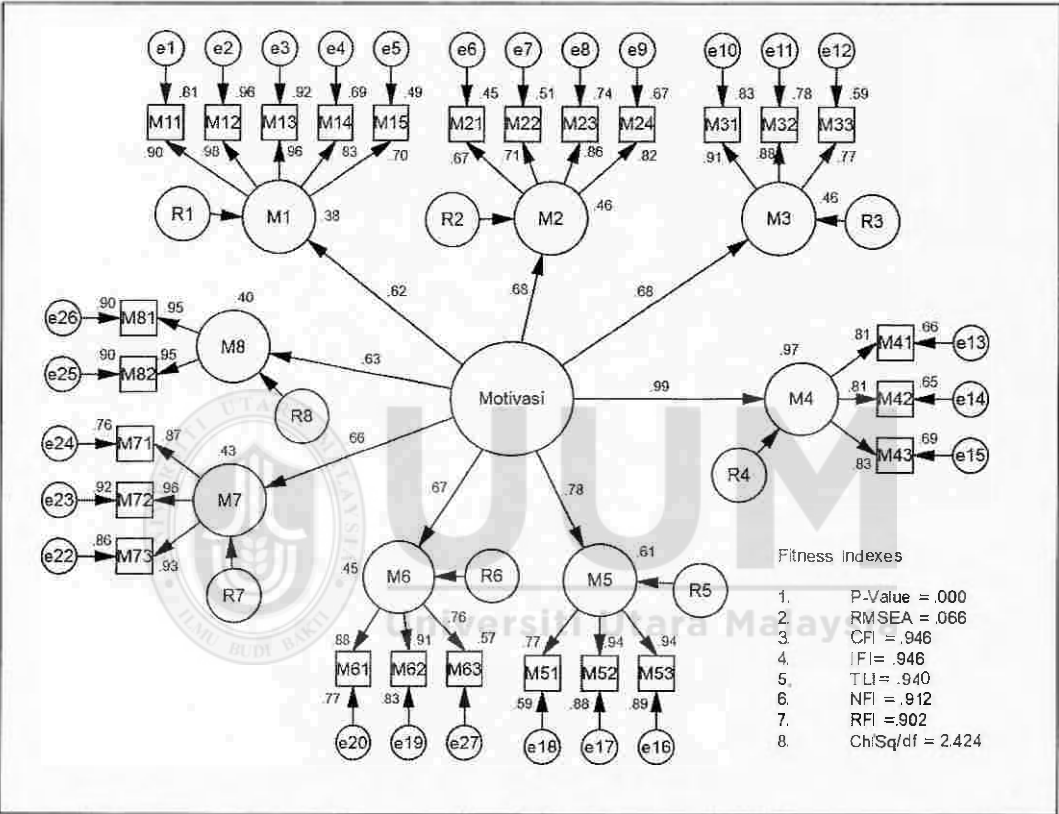 e1 e2 e3 e4 e5 e6 e7 e8 e9 e10 e11 e12
.81 .96 .92 .69 .49 .45 .51 .74 .67 .83 .78 .59
M11 M12 M13 M14 M15 M21 M22 M23 M24 M31 M32 M33
.90 .98 .96 .83 .70 .67 .71 .86 .82 .91 .88 .77
R1 M1 .38 R2 M2 .46 M3 .46 R3
.62 .68 .68
e26 .90 M81 .95 .40
M8
e25 .90 M82 .95
.63
R8
Motivasi
.99
.97
M4
.81 M41 .66 e13
.81 M42 .65 e14
.83 M43 .69 e15
R4
e24 .76 M71 .87 .43
e23 .92 M72 .96 M7
e22 .86 M73 .93
R7
.66
.67 .78
.45 M6 R6 M5 .61 R5
.88 .91 .76 .57 .77 .94 .94
M61 M62 M63 M51 M52 M53
.77 .83 .59 .88 .89
e20 e19 e27 e18 e17 e16
UNIVERSITI UTARA MALAYSIA
ILMU BUDI BAKTI
UUM
Universiti Utara Malaysia
Fitness Indexes
1. P-Value = .000
2. RMSEA = .066
3. CFI = .946
4. IFI= .946
5. TLI= .940
6. NFI = .912
7. RFI =.902
8. ChiSq/df = 2.424